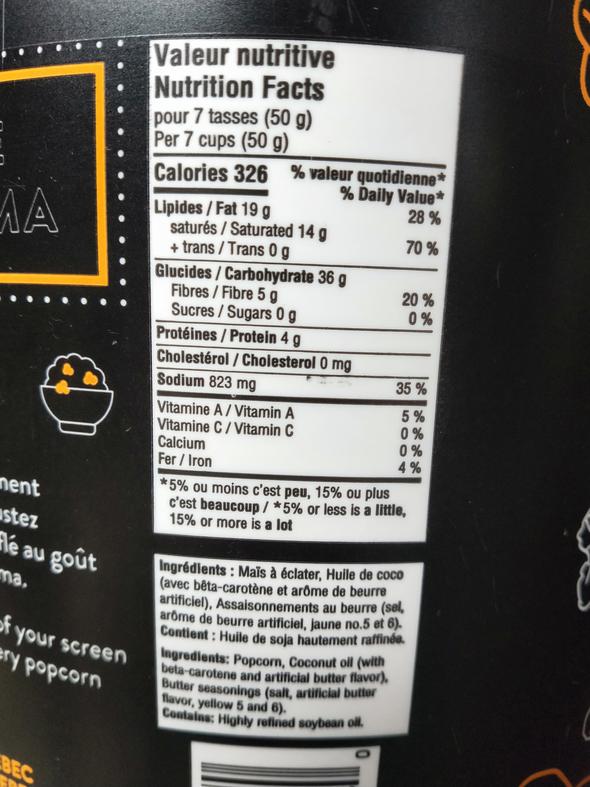 Valeur nutritive
Nutrition Facts
pour 7 tasses (50 g)
Per 7 cups (50 g)
Calories 326 % valeur quotidienne*
% Daily Value*
Lipides / Fat 19 g 28 %
saturés / Saturated 14 g
+ trans / Trans 0 g 70 %
Glucides / Carbohydrate 36 g
Fibres / Fibre 5 g 20 %
Sucres / Sugars 0 g 0 %
Protéines / Protein 4 g
Cholestérol / Cholesterol 0 mg
Sodium 823 mg 35 %
Vitamine A / Vitamin A 5 %
Vitamine C / Vitamin C 0 %
Calcium 0 %
Fer / Iron 4 %
*5% ou moins c'est peu, 15% ou plus
c'est beaucoup / *5% or less is a little,
15% or more is a lot
Ingrédients : Maïs à éclater, Huile de coco
(avec bêta-carotène et arôme de beurre
artificiel), Assaisonnements au beurre (sel,
arôme de beurre artificiel, jaune no.5 et 6).
Contient : Huile de soja hautement raffinée.
Ingredients: Popcorn, Coconut oil (with
beta-carotene and artificial butter flavor),
Butter seasonings (salt, artificial butter
flavor, yellow 5 and 6).
Contains: Highly refined soybean oil.
0
MA
ment
ustez
flé au goût
ma.
of your screen
ery popcorn
EBEC